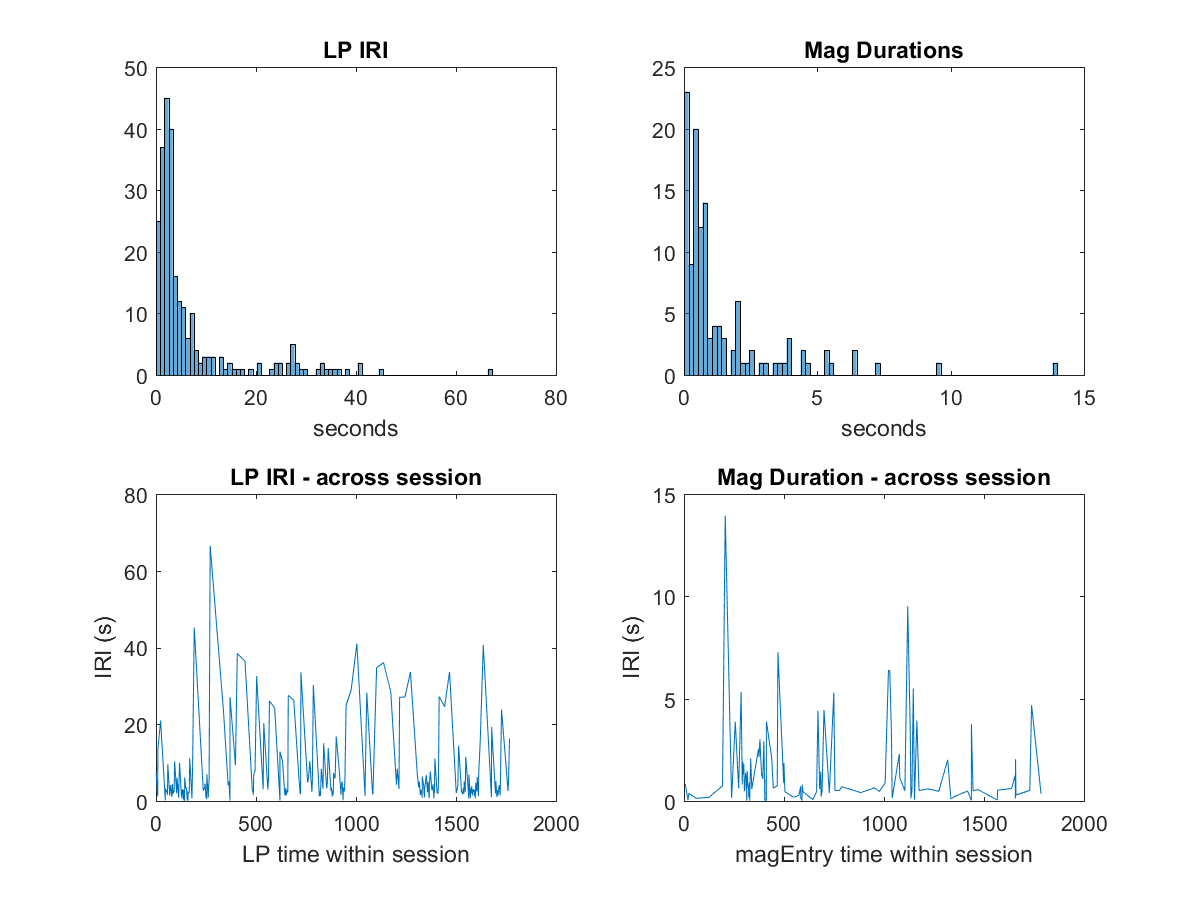 LP IRI
50
40
30
20
10
0
0 20 40 60 80
seconds
Mag Durations
25
20
15
10
5
0
0 5 10 15
seconds
LP IRI - across session
80
60
40
20
0
IRI (s)
0 500 1000 1500 2000
LP time within session
Mag Duration - across session
15
10
5
0
IRI (s)
0 500 1000 1500 2000
magEntry time within session